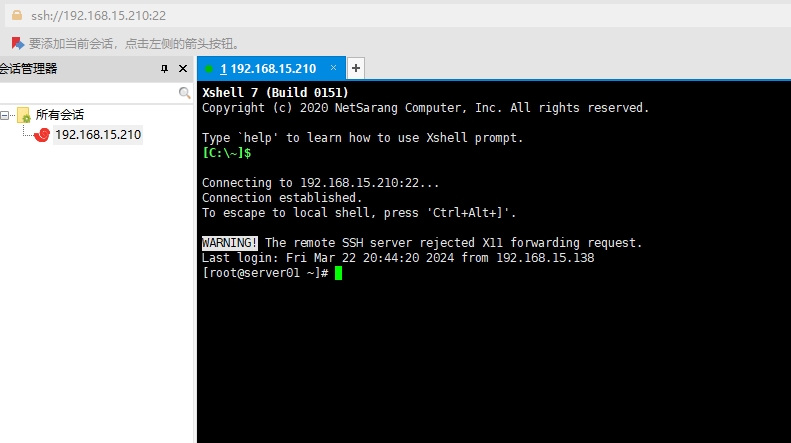 ssh://192.168.15.210:22
要添加当前会话，点击左侧的箭头按钮。
会话管理器
1 192.168.15.210
所有会话
192.168.15.210
Xshell 7 (Build 0151)
Copyright (c) 2020 NetSarang Computer, Inc. All rights reserved.
Type `help' to learn how to use Xshell prompt.
[C:\~]$
Connecting to 192.168.15.210:22...
Connection established.
To escape to local shell, press 'Ctrl+Alt+]'.
WARNING! The remote SSH server rejected X11 forwarding request.
Last login: Fri Mar 22 20:44:20 2024 from 192.168.15.138
[root@server01 ~]#